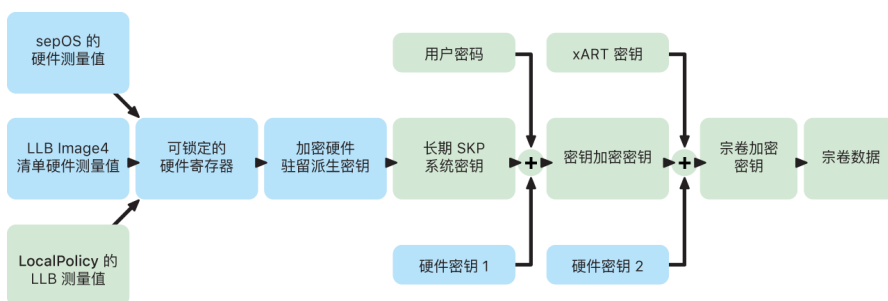 sepOS 的
硬件测量值
用户密码
xART 密钥
LLB Image4
清单硬件测量值
可锁定的
硬件寄存器
加密硬件
驻留派生密钥
长期 SKP
系统密钥
+
密钥加密密钥
+
宗卷加密
密钥
宗卷数据
LocalPolicy 的
LLB 测量值
硬件密钥 1
硬件密钥 2